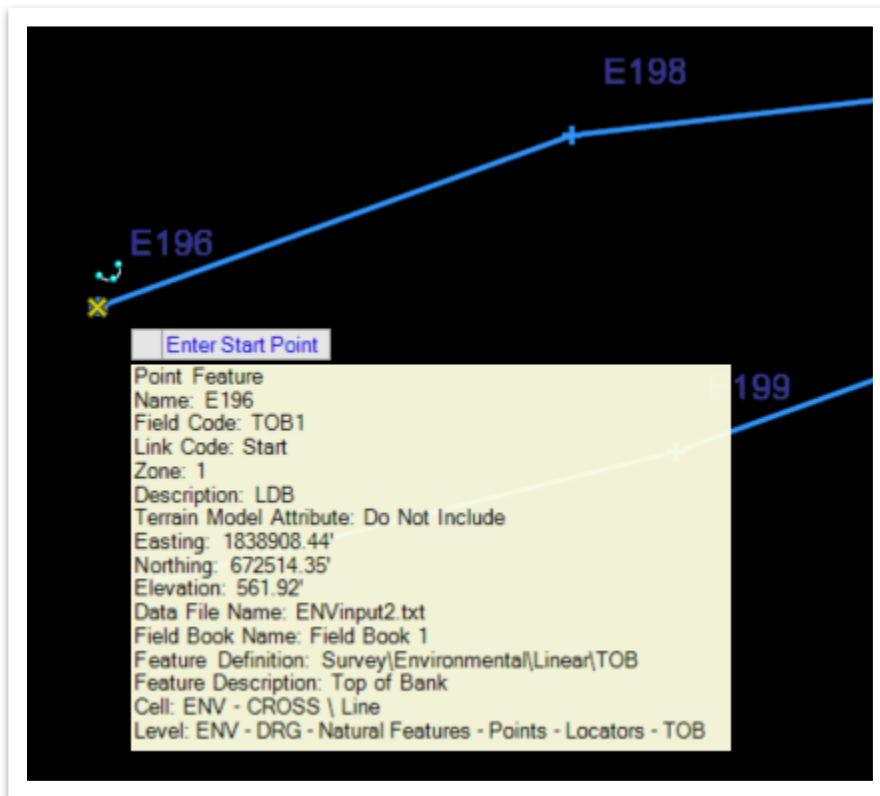 E198
E196
Enter Start Point
Point Feature
199
Name: E196
Field Code: TOB1
Link Code: Start
Zone: 1
Description: LDB
Terrain Model Attribute: Do Not Include
Easting: 1838908.44'
Northing: 672514.35'
Elevation: 561.92'
Data File Name: ENVinput2.txt
Field Book Name: Field Book 1
Feature Definition: Survey\Environmental\Linear\TOB
Feature Description: Top of Bank
Cell: ENV - CROSS \ Line
Level: ENV - DRG - Natural Features - Points - Locators - TOB